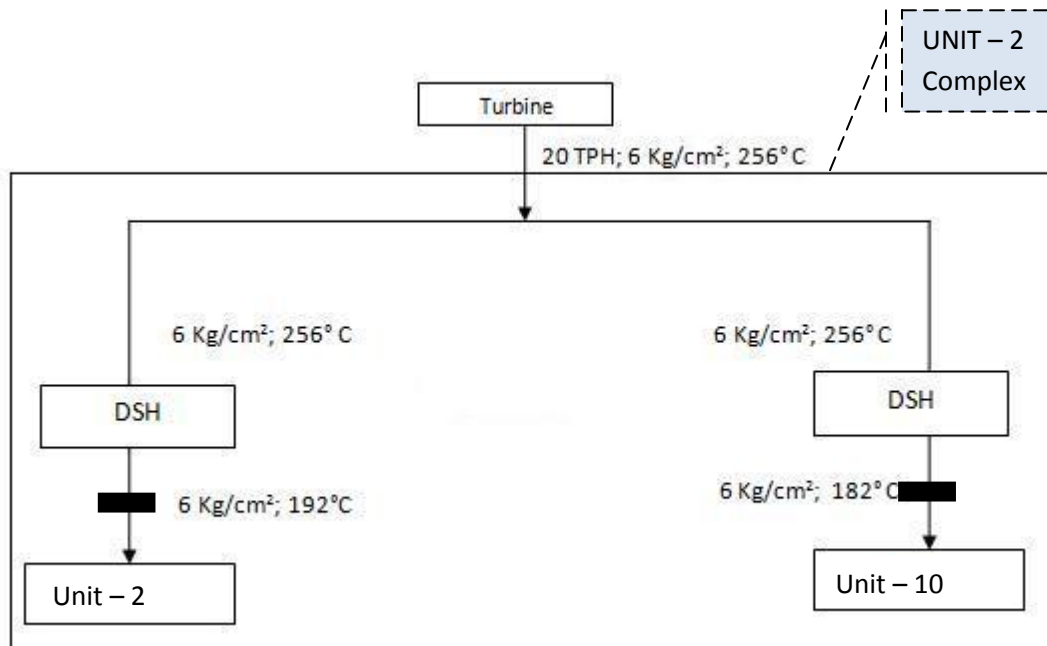 UNIT – 2
Complex
Turbine
20 TPH; 6 Kg/cm²; 256° C
6 Kg/cm²; 256° C
6 Kg/cm²; 256° C
DSH
DSH
6 Kg/cm²; 192°C
6 Kg/cm²; 182° C
Unit – 2
Unit – 10